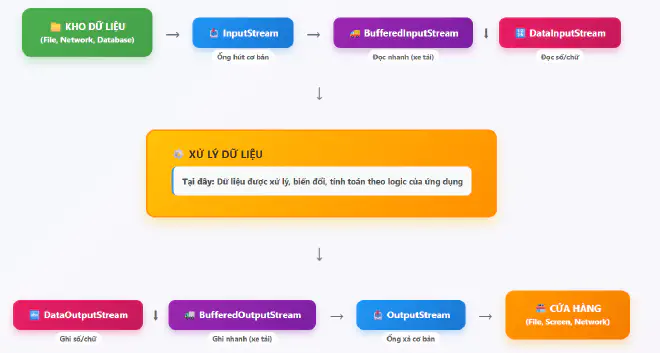 KHO DỮ LIỆU
(File, Network, Database)
→
InputStream
Ống hút cơ bản
→
BufferedInputStream
Đọc nhanh (xe tải)
↓
DataInputStream
Đọc số/chữ
↓
XỬ LÝ DỮ LIỆU
Tại đây: Dữ liệu được xử lý, biến đổi, tính toán theo logic của ứng dụng
↓
DataOutputStream
Ghi số/chữ
↓
BufferedOutputStream
Ghi nhanh (xe tải)
→
OutputStream
Ống xả cơ bản
→
CỬA HÀNG
(File, Screen, Network)